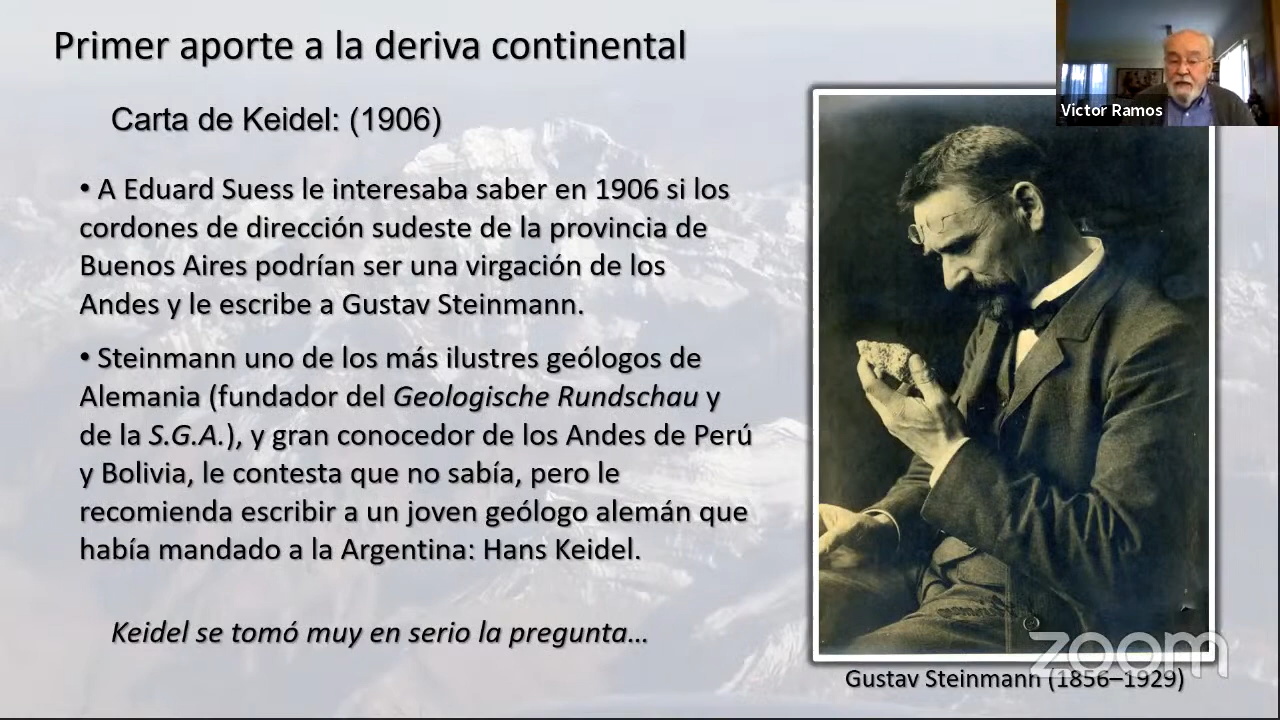 Primer aporte a la deriva continental
Victor Ramos
Carta de Keidel: (1906)
• A Eduard Suess le interesaba saber en 1906 si los
cordones de dirección sudeste de la provincia de
Buenos Aires podrían ser una virgación de los
Andes y le escribe a Gustav Steinmann.
• Steinmann uno de los más ilustres geólogos de
Alemania (fundador del Geologische Rundschau y
de la S.G.A.), y gran conocedor de los Andes de Perú
y Bolivia, le contesta que no sabía, pero le
recomienda escribir a un joven geólogo alemán que
había mandado a la Argentina: Hans Keidel.
Keidel se tomó muy en serio la pregunta…
zoom
Gustav Steinmann (1856–1929)